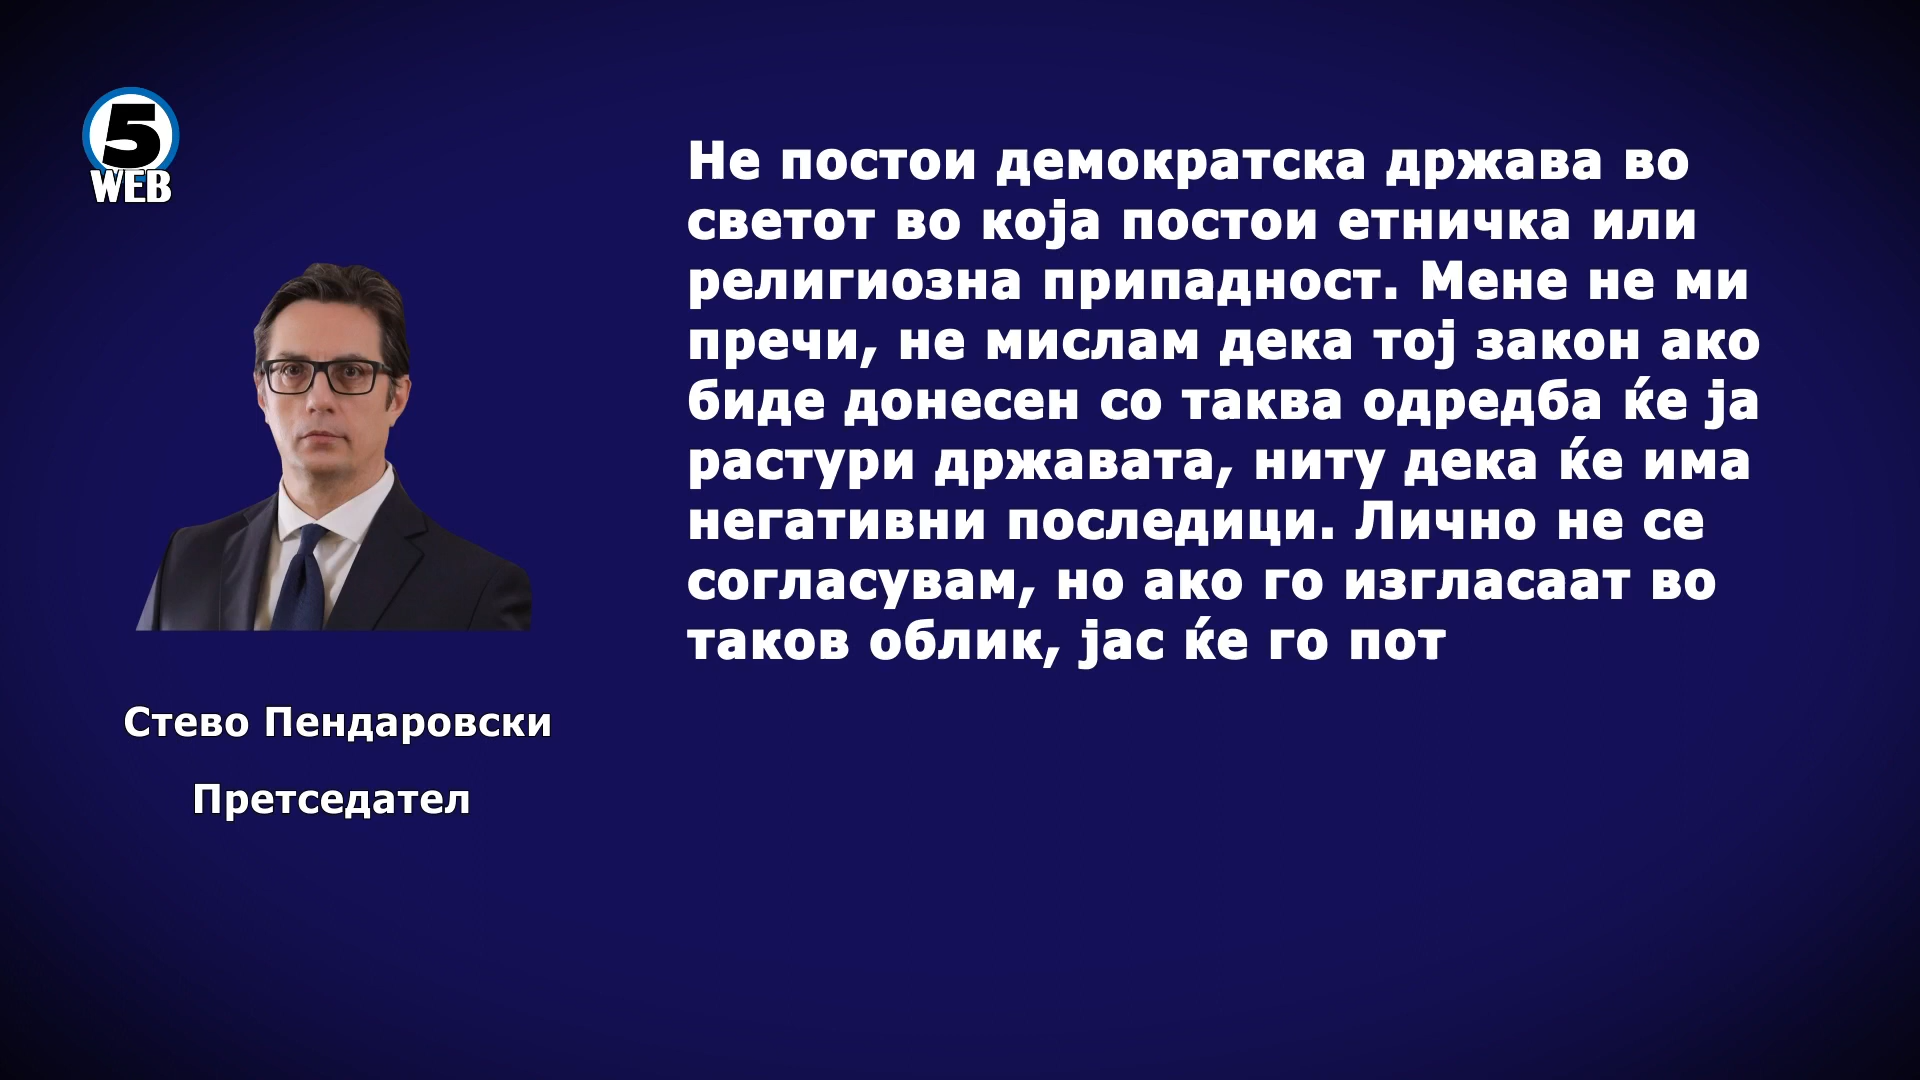 5
WEB
Не постои демократска држава во
светот во која постои етничка или
религиозна припадност. Мене не ми
пречи, не мислам дека тој закон ако
биде донесен со таква одредба ќе ја
растури државата, ниту дека ќе има
негативни последици. Лично не се
согласувам, но ако го изгласаат во
таков облик, јас ќе го пот
Стево Пендаровски
Претседател